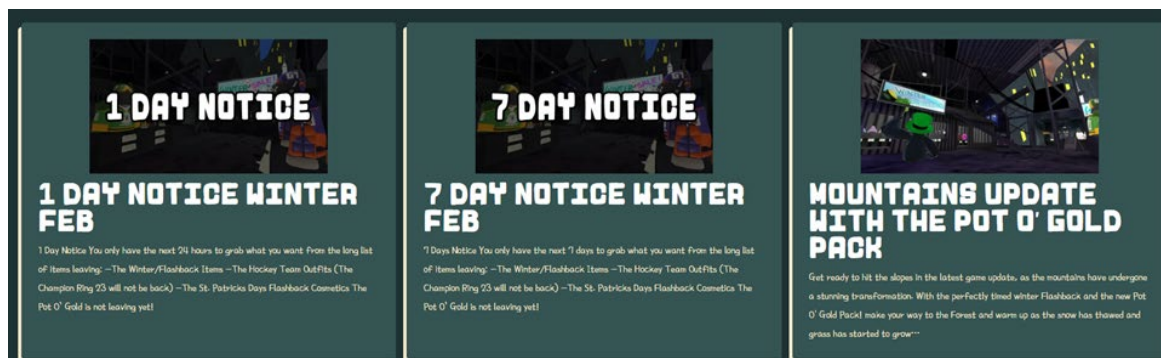 1 DAY NOTICE
1 DAY NOTICE WINTER
FEB
1 Day Notice You only have the next 24 hours to grab what you want from the long list
of items leaving: —The Winter/Flashback Items —The Hockey Team Outfits (The
Champion Ring 23 will not be back) —The St. Patricks Days Flashback Cosmetics The
Pot O' Gold is not leaving yet!
7 DAY NOTICE
7 DAY NOTICE WINTER
FEB
7 Days Notice You only have the next 7 days to grab what you want from the long list
of items leaving: —The Winter/Flashback Items —The Hockey Team Outfits (The
Champion Ring 23 will not be back) —The St. Patricks Days Flashback Cosmetics The
Pot O' Gold is not leaving yet!
WINTER
MOUNTAINS UPDATE
WITH THE POT O' GOLD
PACK
Get ready to hit the slopes in the latest game update, as the mountains have undergone
a stunning transformation. With the perfectly timed winter Flashback and the new Pot
O' Gold Pack! make your way to the Forest and warm up as the snow has thawed and
grass has started to grow…